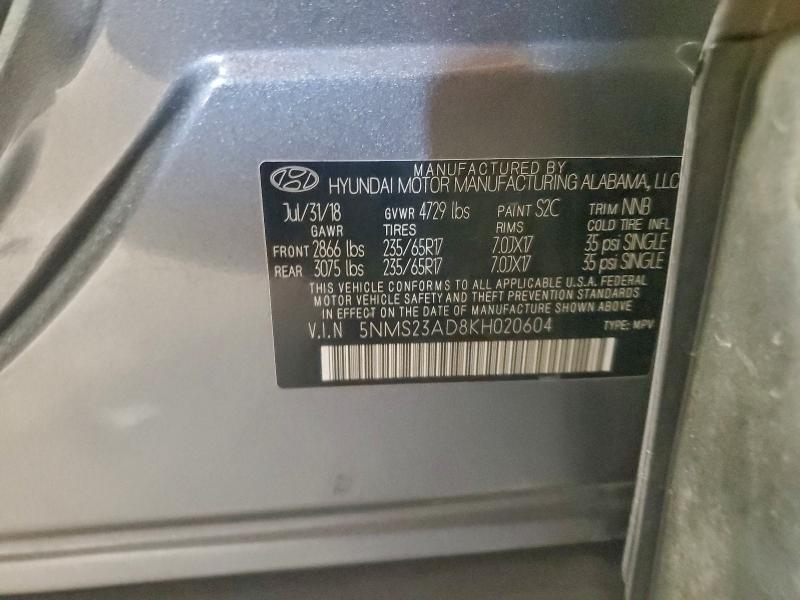 MANUFACTURED BY
HYUNDAI MOTOR MANUFACTURING ALABAMA, LLC
Jul/31/18 GVWR 4729 lbs PAINT S2C TRIM NNB
GAWR TIRES RIMS COLD TIRE INFL
FRONT 2866 lbs 235/65R17 7.0JX17 35 psi SINGLE
REAR 3075 lbs 235/65R17 7.0JX17 35 psi SINGLE
THIS VEHICLE CONFORMS TO ALL APPLICABLE U.S.A. FEDERAL
MOTOR VEHICLE SAFETY AND THEFT PREVENTION STANDARDS
IN EFFECT ON THE DATE OF MANUFACTURE SHOWN ABOVE
V.I.N 5NMS23AD8KH020604 TYPE: MPV